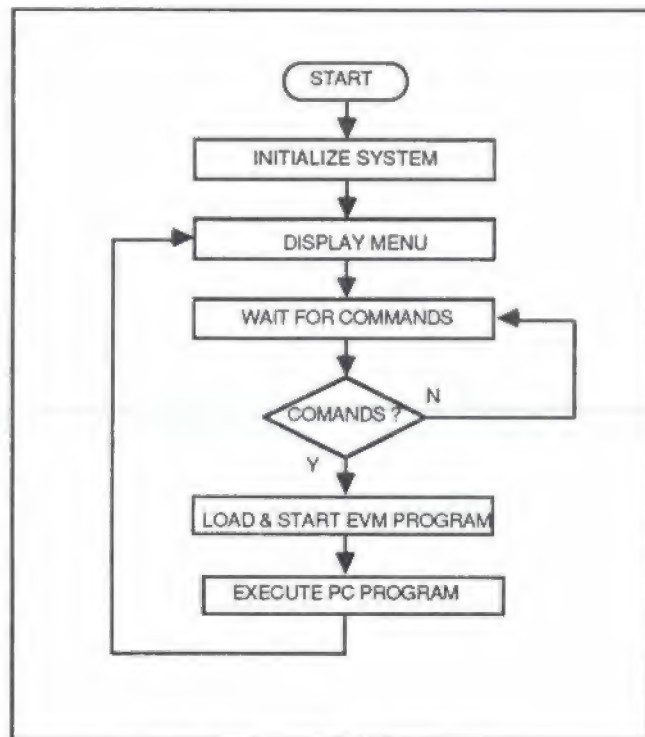 START
INITIALIZE SYSTEM
DISPLAY MENU
WAIT FOR COMMANDS
COMANDS ?
N
Y
LOAD & START EVM PROGRAM
EXECUTE PC PROGRAM